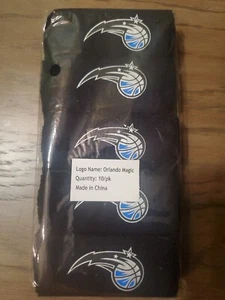 Logo Name: Orlando Magic
Quantity: 10/pk
Made in China